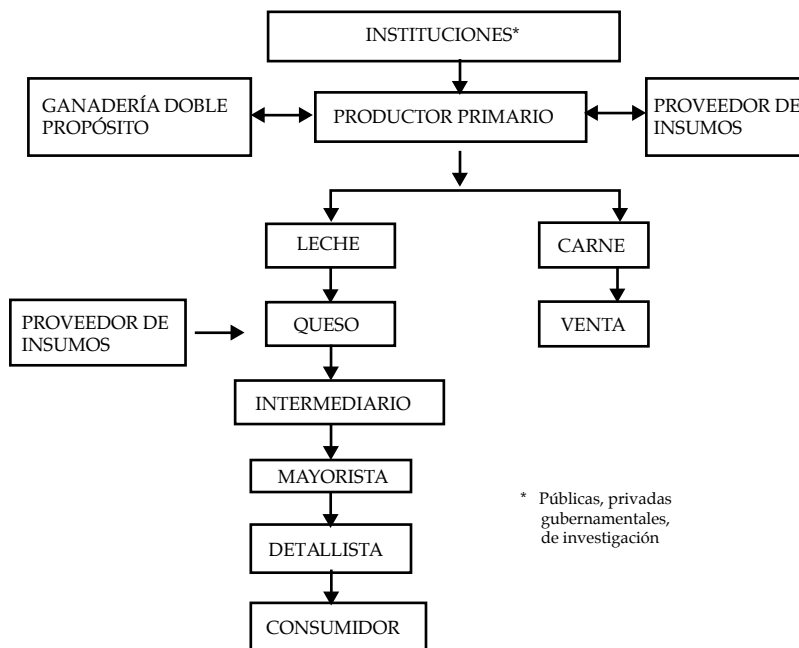 INSTITUCIONES*
GANADERÍA DOBLE
PROPÓSITO
PRODUCTOR PRIMARIO
PROVEEDOR DE
INSUMOS
LECHE
CARNE
PROVEEDOR DE
INSUMOS
QUESO
VENTA
INTERMEDIARIO
MAYORISTA
* Públicas, privadas
gubernamentales,
de investigación
DETALLISTA
CONSUMIDOR